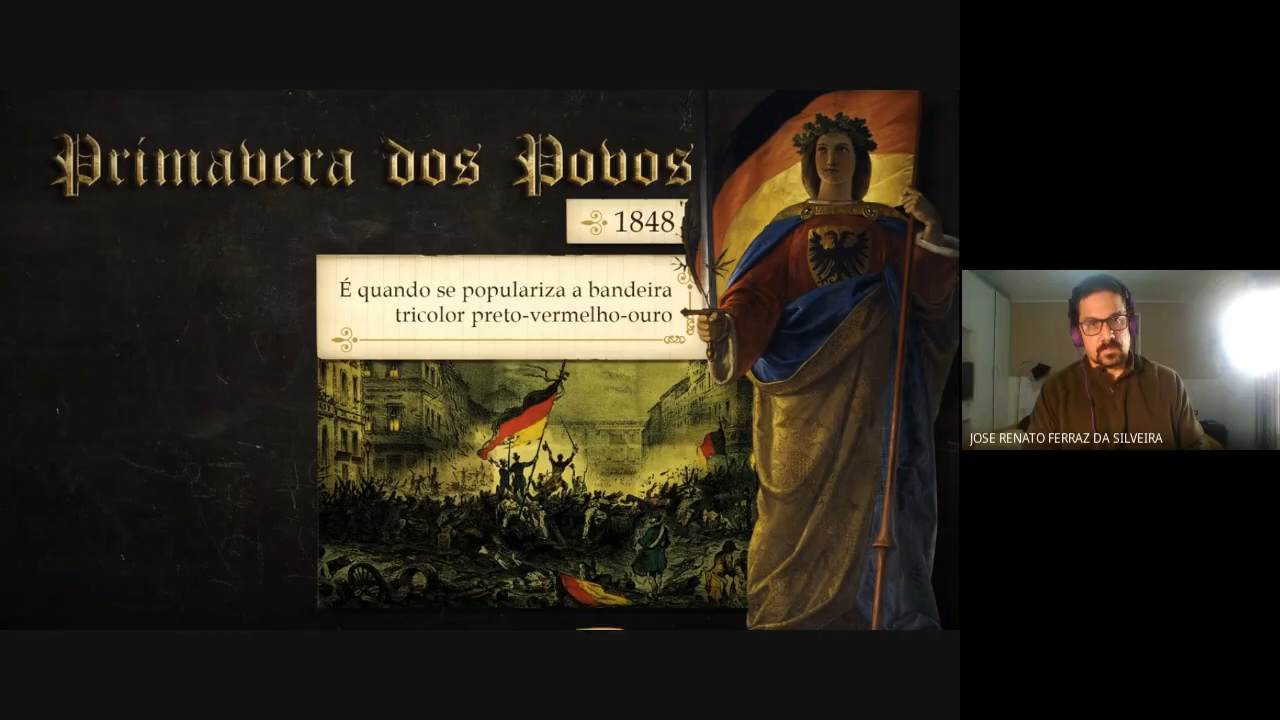 Primavera dos Povos
1848
É quando se populariza a bandeira
tricolor preto-vermelho-ouro
JOSE RENATO FERRAZ DA SILVEIRA